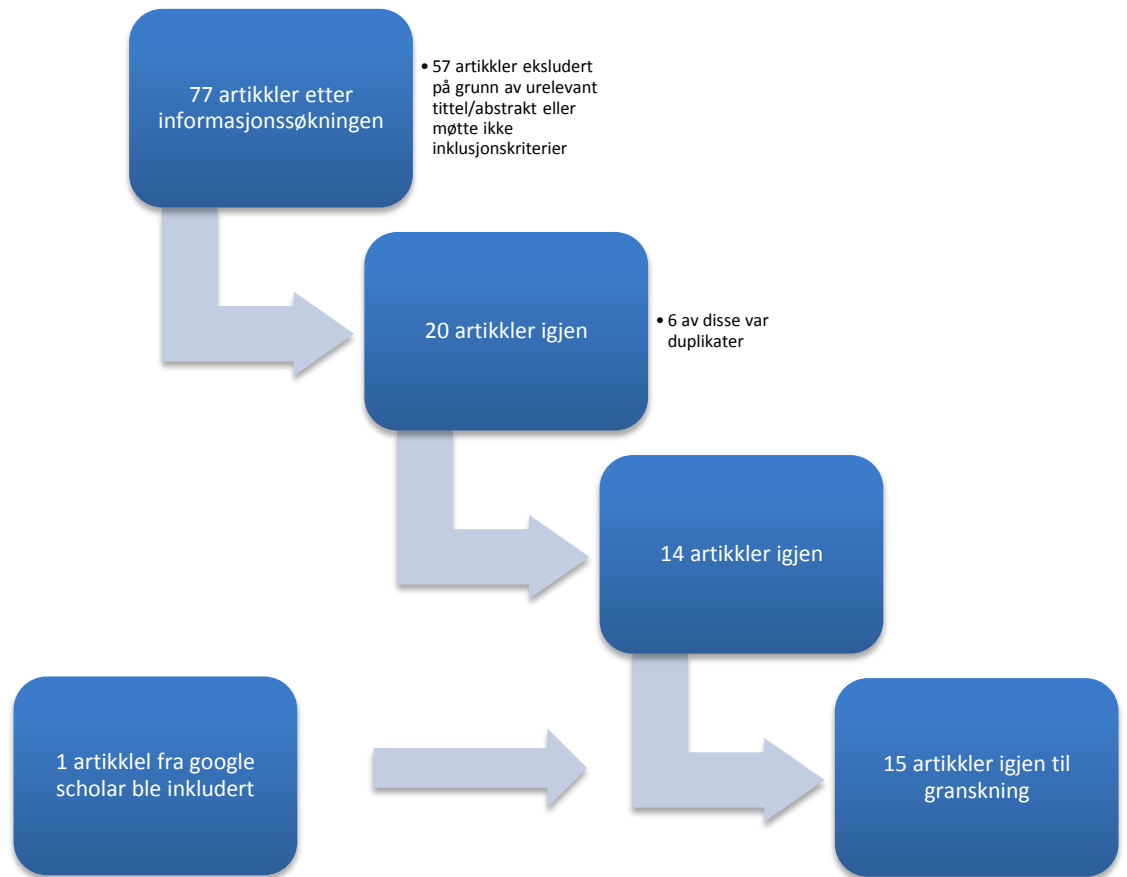 77 artikkler etter
informasjonssøkningen
• 57 artikkler eksludert
på grunn av urelevant
tittel/abstrakt eller
møtte ikke
inklusjonskriterier
20 artikkler igjen
• 6 av disse var
duplikater
14 artikkler igjen
1 artikklel fra google
scholar ble inkludert
15 artikkler igjen til
granskning